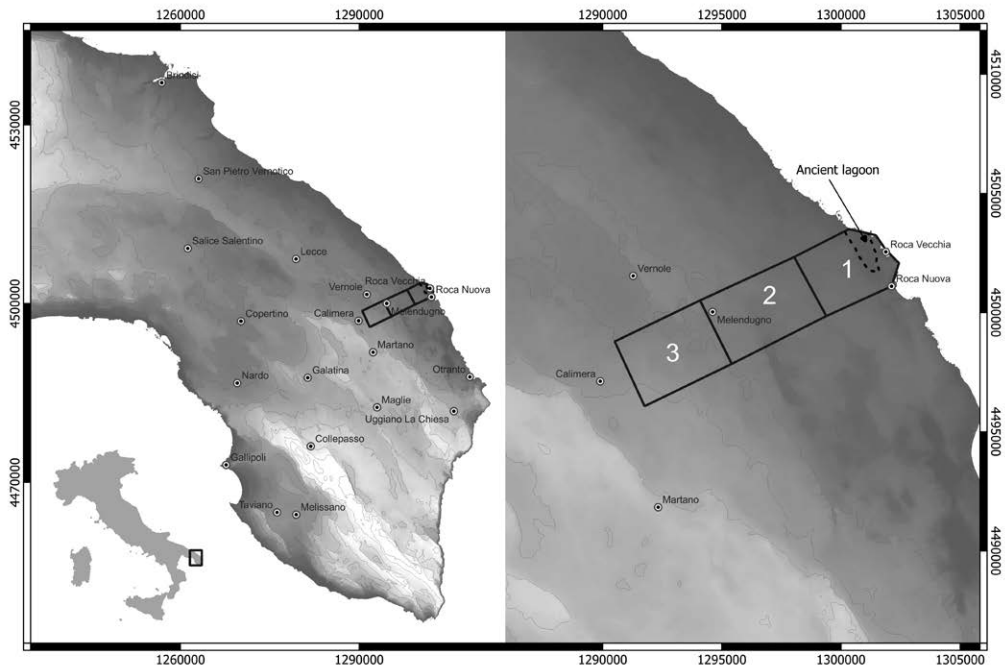 1260000
1290000
1290000
1295000
1300000
1305000
4530000
4500000
4470000
Brindisi
San Pietro Vernotico
Salice Salentino
Lecce
Vernole
Roca Vecchia
Roca Nuova
Melendugno
Copertino
Calimera
Martano
Nardo
Galatina
Otranto
Maglie
Uggiano La Chiesa
Collepasso
Gallipoli
Taviano
Melissano
Ancient lagoon
Roca Vecchia
1
Vernole
Roca Nuova
2
Melendugno
3
Calimera
Martano
4510000
4505000
4500000
4495000
4490000
1260000
1290000
1290000
1295000
1300000
1305000